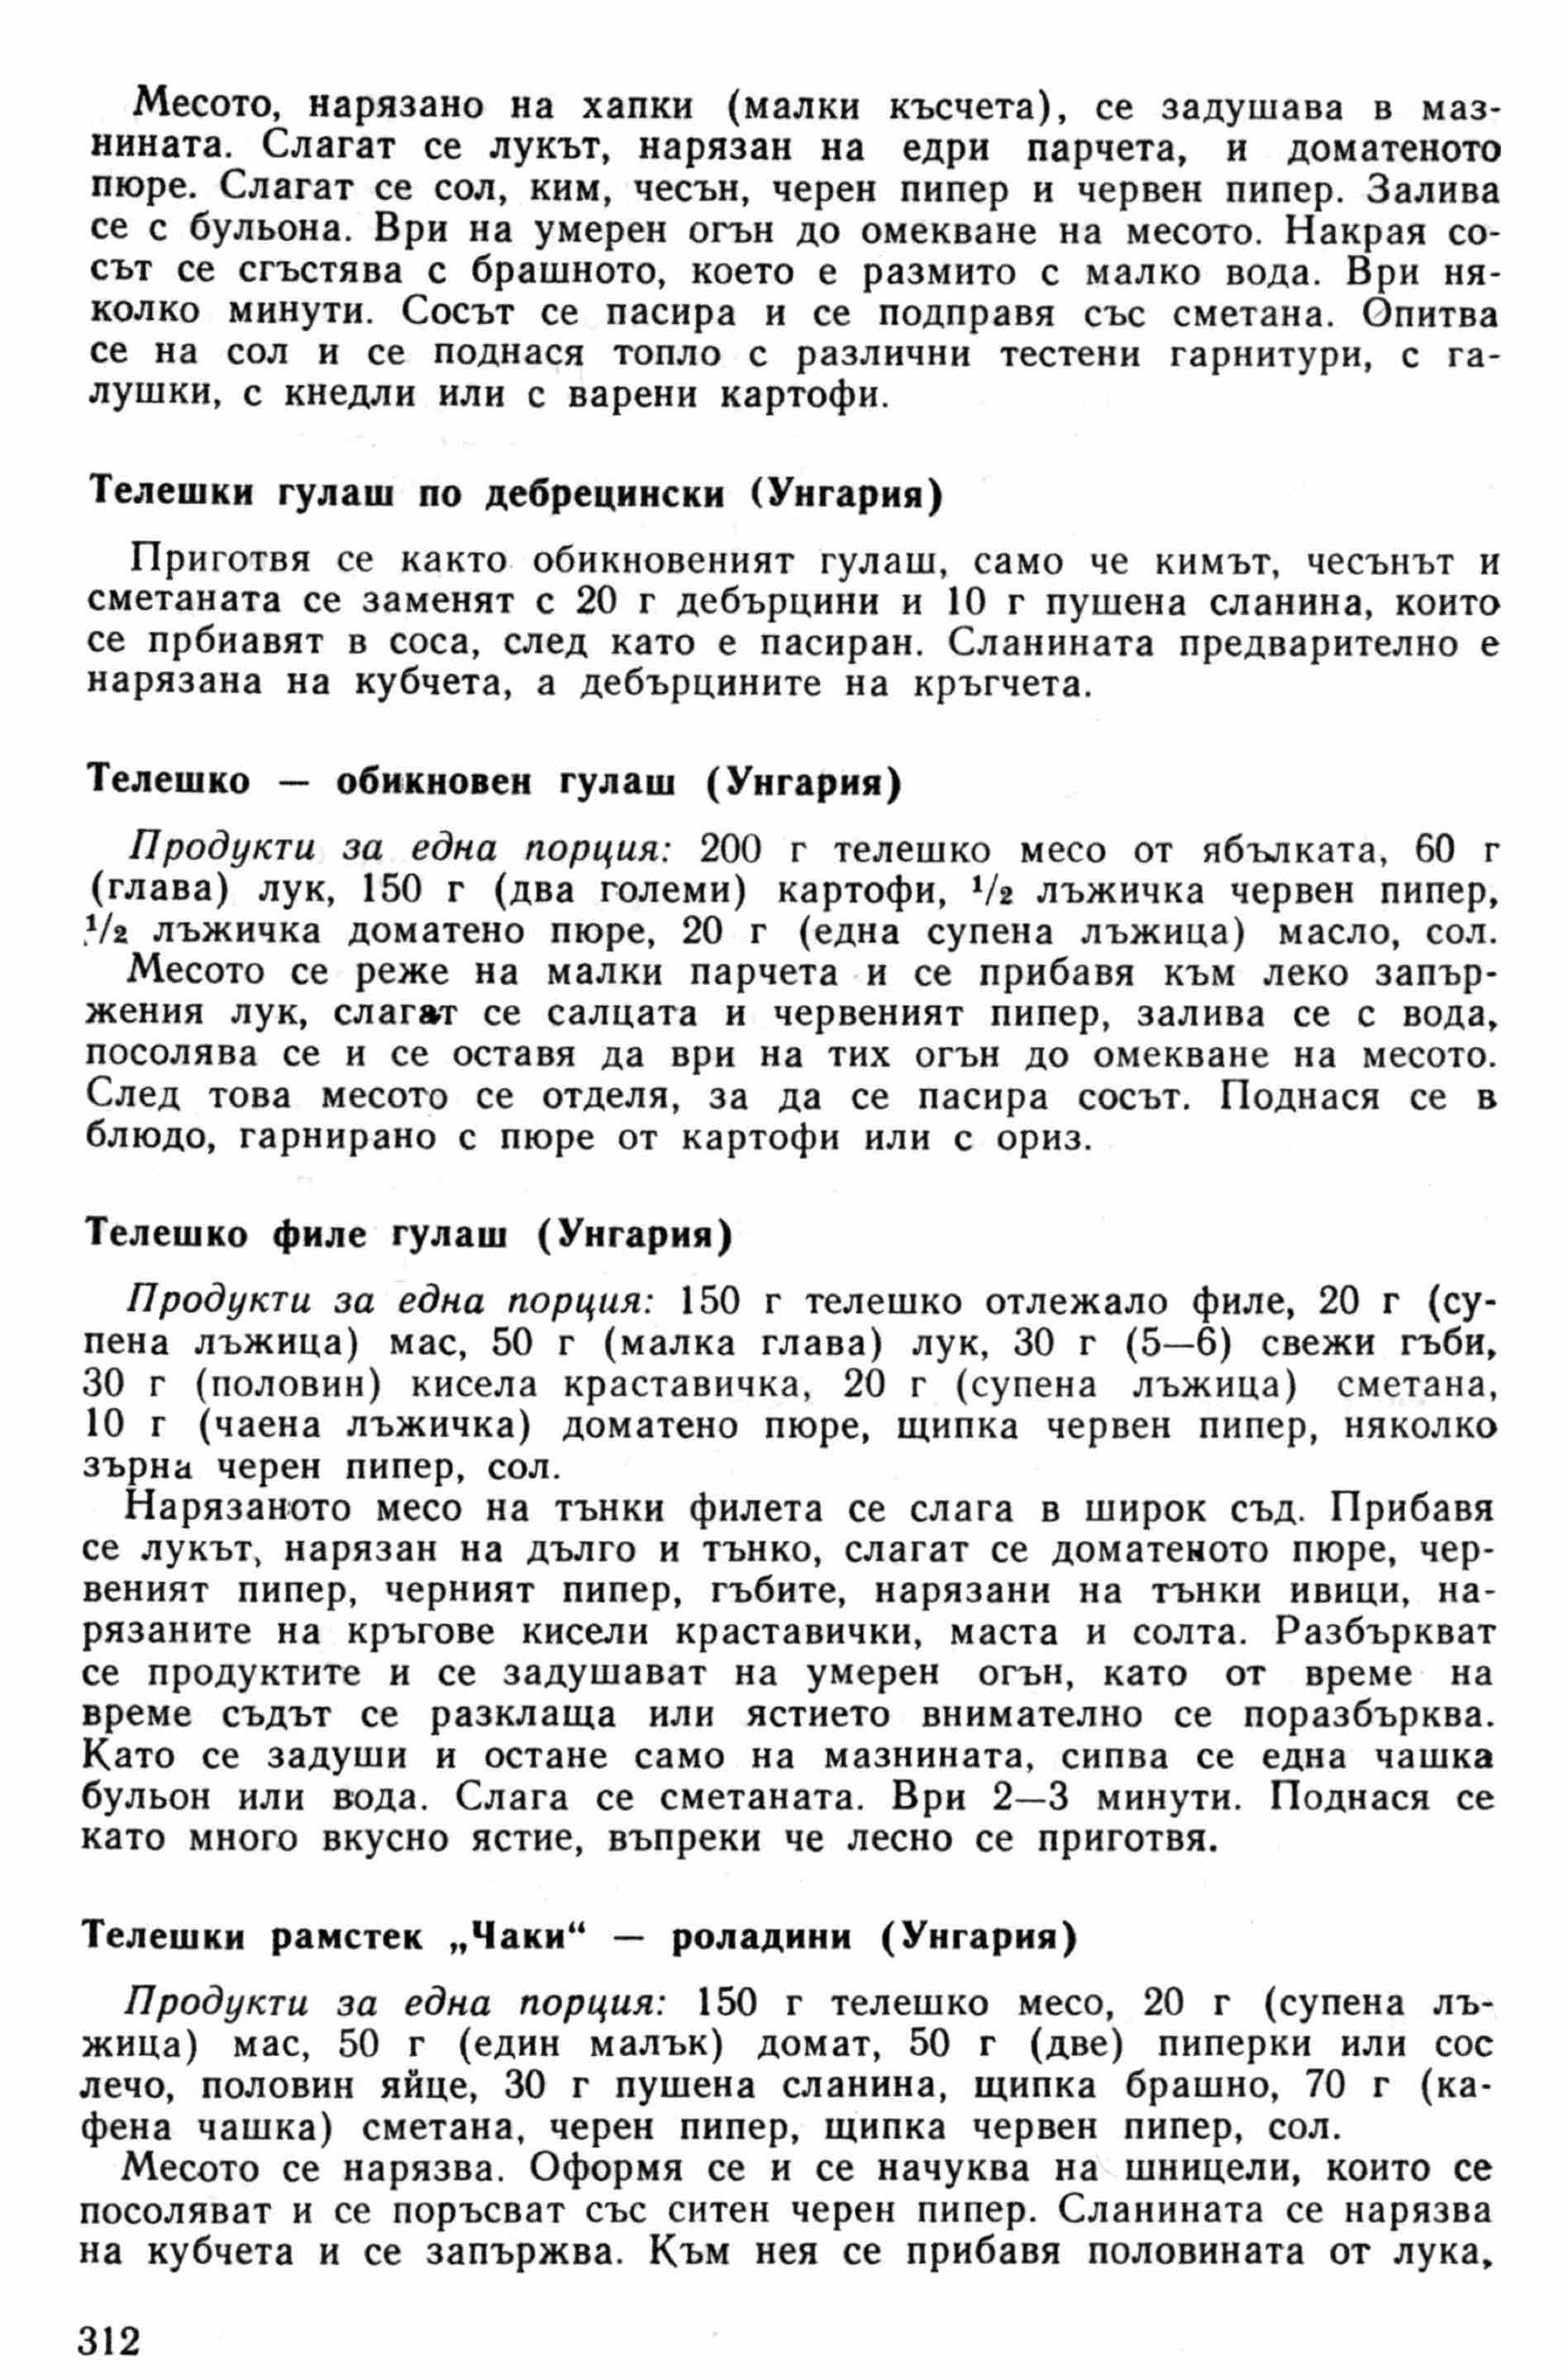 Месото, нарязано на хапки (малки късчета), се задушава в маз-
нината. Слагат се лукът, нарязан на едри парчета, и доматеното
пюре. Слагат се сол, ким, чесън, черен пипер и червен пипер. Залива
се с бульона. Ври на умерен огън до омекване на месото. Накрая со-
сът се сгъстява с брашното, което е размито с малко вода. Ври ня-
колко минути. Сосът се пасира и се подправя със сметана. Опитва
се на сол и се поднася топло с различни тестени гарнитури, с га-
лушки, с кнедли или с варени картофи.
Телешки гулаш по дебрецински (Унгария)
Приготвя се както обикновеният гулаш, само че кимът, чесънът и
сметаната се заменят с 20 г дебърцини и 10 г пушена сланина, които
се прбиавят в соса, след като е пасиран. Сланината предварително е
нарязана на кубчета, а дебърцините на кръгчета.
Телешко — обикновен гулаш (Унгария)
Продукти за една порция: 200 г телешко месо от ябълката, 60 г
(глава) лук, 150 г (два големи) картофи, 1/2 лъжичка червен пипер,
1/2 лъжичка доматено пюре, 20 г (една супена лъжица) масло, сол.
Месото се реже на малки парчета и се прибавя към леко запър-
жения лук, слагат се салцата и червеният пипер, залива се с вода,
посолява се и се оставя да ври на тих огън до омекване на месото.
След това месото се отделя, за да се пасира сосът. Поднася се в
блюдо, гарнирано с пюре от картофи или с ориз.
Телешко филе гулаш (Унгария)
Продукти за една порция: 150 г телешко отлежало филе, 20 г (су-
пена лъжица) мас, 50 г (малка глава) лук, 30 г (5—6) свежи гъби,
30 г (половин) кисела краставичка, 20 г (супена лъжица) сметана,
10 г (чаена лъжичка) доматено пюре, щипка червен пипер, няколко
зърна черен пипер, сол.
Нарязаното месо на тънки филета се слага в широк съд. Прибавя
се лукът, нарязан на дълго и тънко, слагат се доматеното пюре, чер-
веният пипер, черният пипер, гъбите, нарязани на тънки ивици, на-
рязаните на кръгове кисели краставички, маста и солта. Разбъркват
се продуктите и се задушават на умерен огън, като от време на
време съдът се разклаща или ястието внимателно се поразбърква.
Като се задуши и остане само на мазнината, сипва се една чашка
бульон или вода. Слага се сметаната. Ври 2—3 минути. Поднася се
като много вкусно ястие, въпреки че лесно се приготвя.
Телешки рамстек „Чаки“ — роладини (Унгария)
Продукти за една порция: 150 г телешко месо, 20 г (супена лъ-
жица) мас, 50 г (един малък) домат, 50 г (две) пиперки или сос
лечо, половин яйце, 30 г пушена сланина, щипка брашно, 70 г (ка-
фена чашка) сметана, черен пипер, щипка червен пипер, сол.
Месото се нарязва. Оформя се и се начуква на шницели, които се
посоляват и се поръсват със ситен черен пипер. Сланината се нарязва
на кубчета и се запържва. Към нея се прибавя половината от лука,
312